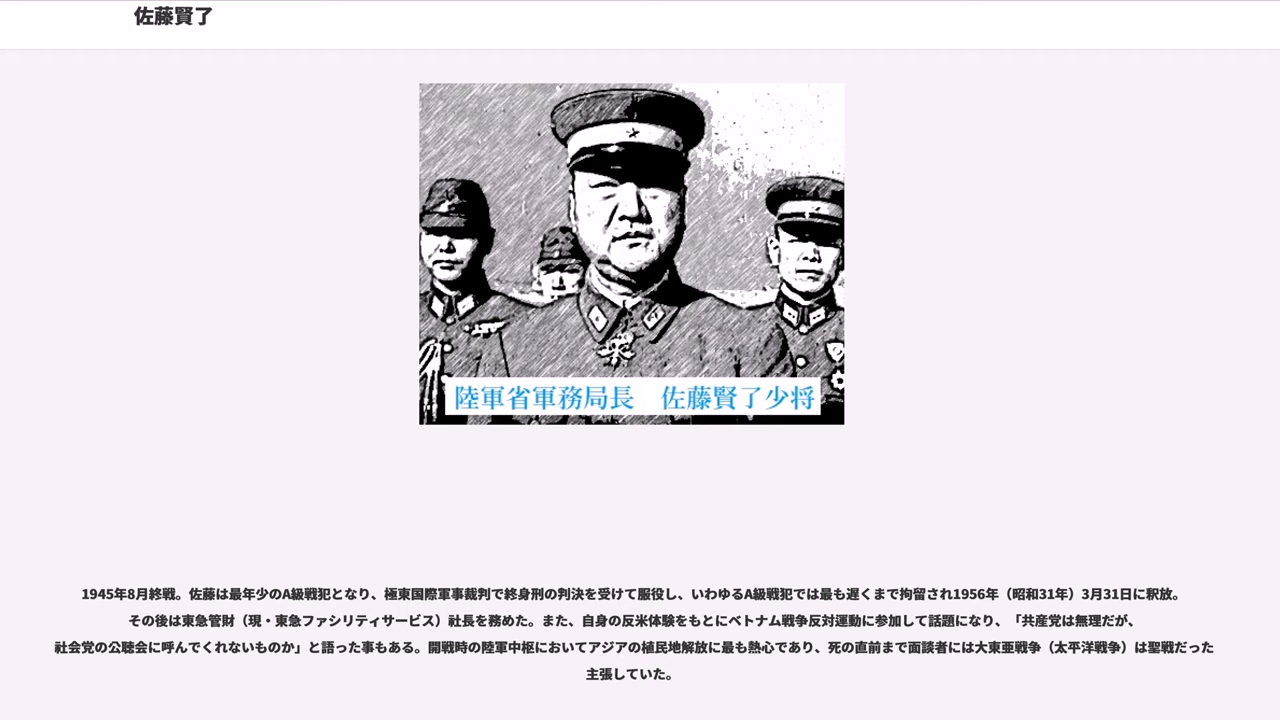 佐藤賢了
陸軍省軍務局長　佐藤賢了少将
1945年8月終戦。佐藤は最年少のA級戦犯となり、極東国際軍事裁判で終身刑の判決を受けて服役し、いわゆるA級戦犯では最も遅くまで拘留され1956年（昭和31年）3月31日に釈放。
その後は東急管財（現・東急ファシリティサービス）社長を務めた。また、自身の反米体験をもとにベトナム戦争反対運動に参加して話題になり、「共産党は無理だが、
社会党の公聴会に呼んでくれないものか」と語った事もある。開戦時の陸軍中枢においてアジアの植民地解放に最も熱心であり、死の直前まで面談者には大東亜戦争（太平洋戦争）は聖戦だった
主張していた。